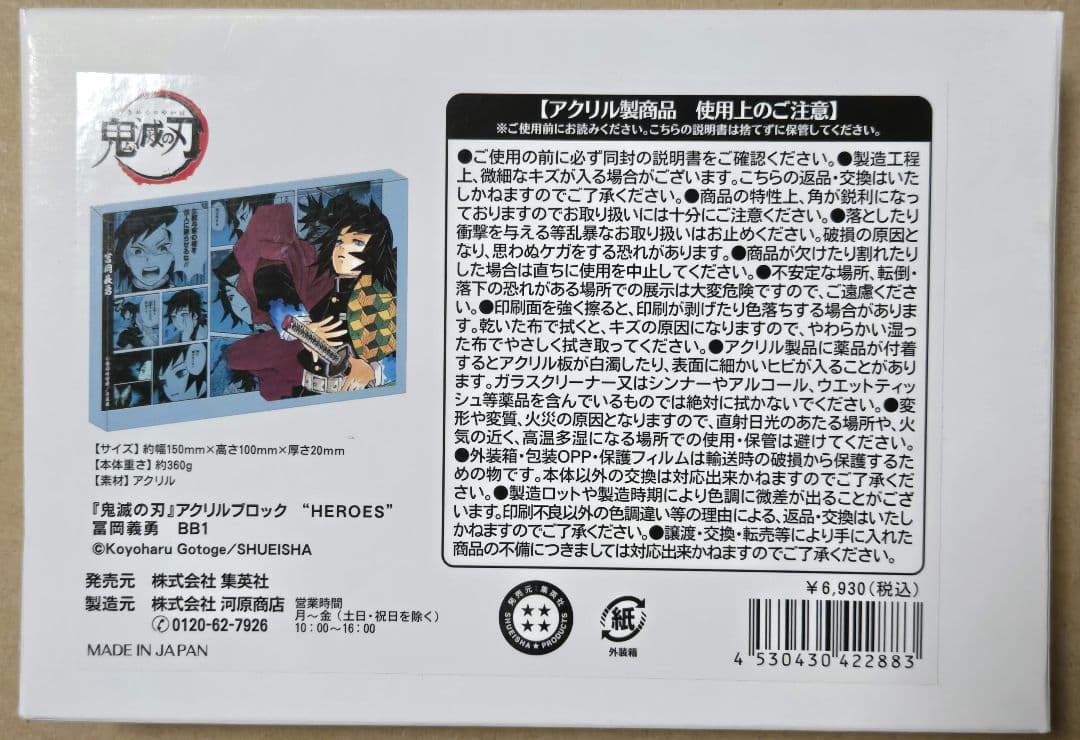 きめつのやいば
鬼滅の刃
冨岡義勇
【サイズ】約幅150mm×高さ100mm×厚さ20mm
【本体重さ】約360g
【素材】アクリル
『鬼滅の刃』アクリルブロック “HEROES”
冨岡義勇 BB1
©Koyoharu Gotoge/SHUEISHA
発売元 株式会社 集英社
製造元 株式会社 河原商店
0120-62-7926
営業時間
月～金（土日・祝日を除く）
10：00～16：00
MADE IN JAPAN
【アクリル製商品 使用上のご注意】
※ご使用前にお読みください。こちらの説明書は捨てずに保管してください。
●ご使用の前に必ず同封の説明書をご確認ください。●製造工程
上、微細なキズが入る場合がございます。こちらの返品・交換はいた
しかねますのでご了承ください。●商品の特性上、角が鋭利になっ
ておりますのでお取り扱いには十分にご注意ください。●落としたり
衝撃を与える等乱暴なお取り扱いはお止めください。破損の原因と
なり、思わぬケガをする恐れがあります。●商品が欠けたり割れたり
した場合は直ちに使用を中止してください。●不安定な場所、転倒・
落下の恐れがある場所での展示は大変危険ですので、ご遠慮くださ
い。●印刷面を強く擦ると、印刷が剥げたり色落ちする場合がありま
す。乾いた布で拭くと、キズの原因になりますので、やわらかい湿っ
た布でやさしく拭き取ってください。●アクリル製品に薬品が付着
するとアクリル板が白濁したり、表面に細かいヒビが入ることがあり
ます。ガラスクリーナー又はシンナーやアルコール、ウエットティッ
シュ等薬品を含んでいるものでは絶対に拭かないでください。●変
形や変質、火災の原因となりますので、直射日光のあたる場所や、火
気の近く、高温多湿になる場所での使用・保管は避けてください。
●外装箱・包装OPP・保護フィルムは輸送時の破損から保護するた
めの物です。本体以外の交換は対応出来かねますのでご了承くださ
い。●製造ロットや製造時期により色調に微差が出ることがござ
います。印刷不良以外の色調違い等の理由による、返品・交換はいたし
かねますのでご了承ください。●譲渡・交換・転売等により手に入れた
商品の不備につきましては対応出来かねますのでご了承ください。
発売元：集英社
SHUEISHA★PRODUCTS
紙
外装箱
￥6,930（税込）
4 530430 422883